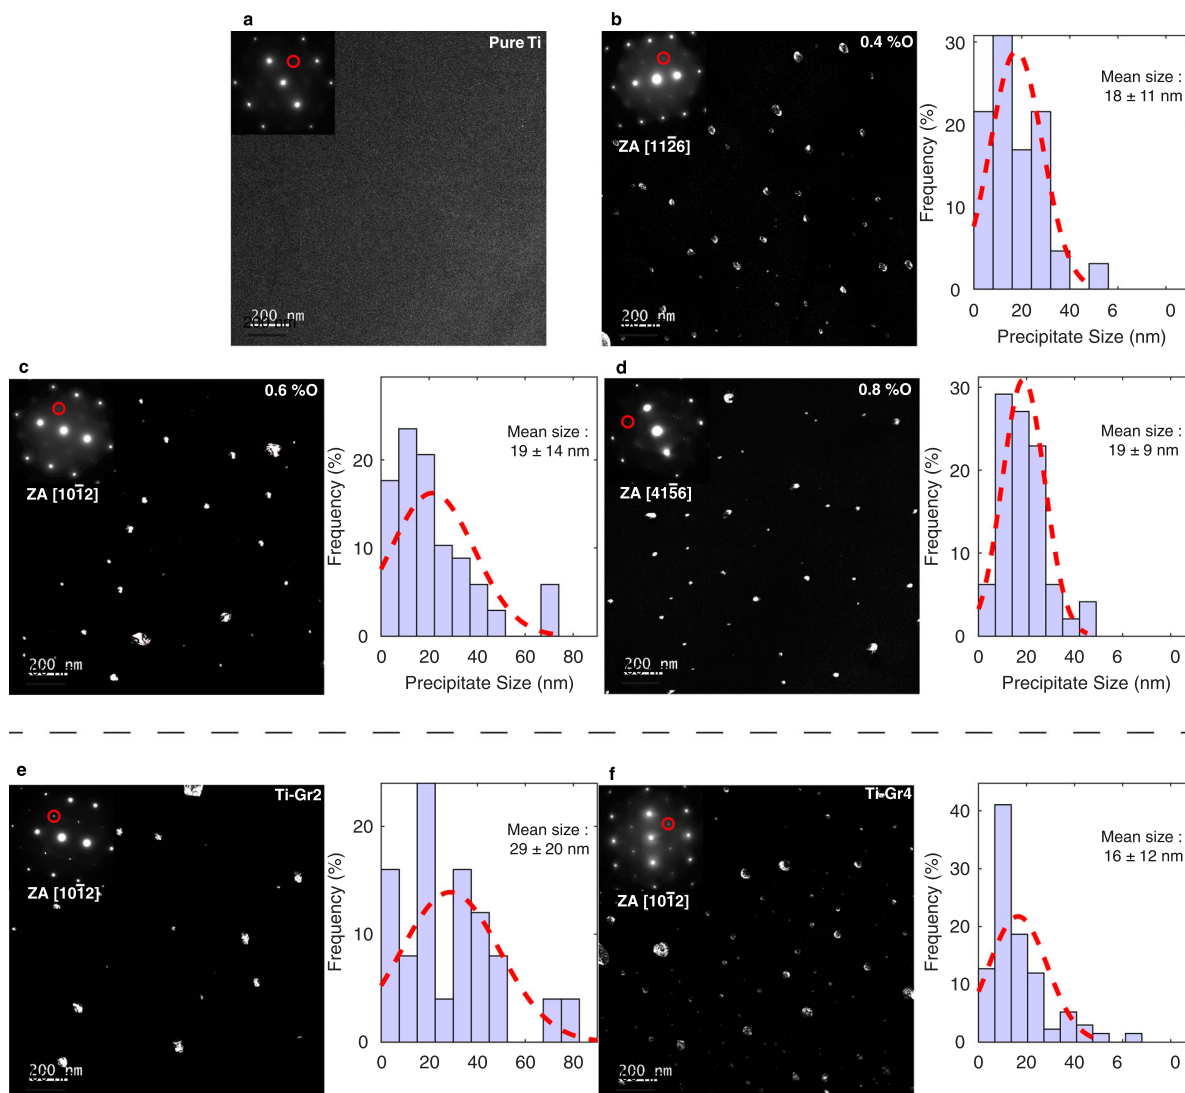 a
Pure Ti
200 nm
200 nm
b
0.4 %O
ZA [112̅6]
200 nm
Frequency (%)
30
20
10
0
Mean size :
18 ± 11 nm
0 20 40 6 0
Precipitate Size (nm)
c
0.6 %O
ZA [101̅2]
200 nm
Frequency (%)
20
10
0
Mean size :
19 ± 14 nm
0 20 40 60 80
Precipitate Size (nm)
d
0.8 %O
ZA [415̅6]
200 nm
Frequency (%)
30
20
10
0
Mean size :
19 ± 9 nm
0 20 40 6 0
Precipitate Size (nm)
e
Ti-Gr2
ZA [101̅2]
200 nm
Frequency (%)
20
10
0
Mean size :
29 ± 20 nm
0 20 40 60 80
f
Ti-Gr4
ZA [101̅2]
200 nm
Frequency (%)
40
30
20
10
0
Mean size :
16 ± 12 nm
0 20 40 6 0